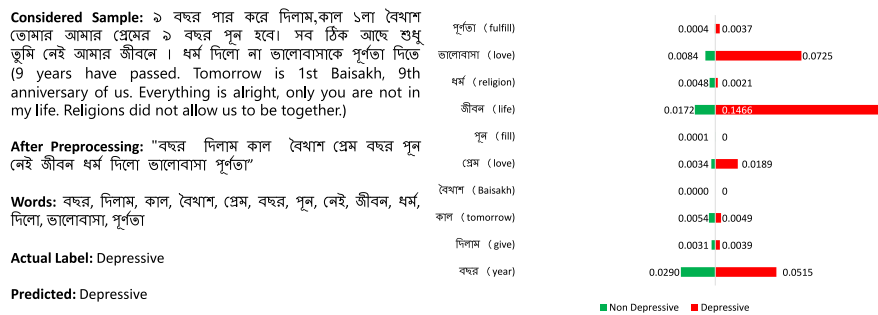 Considered Sample: ৯ বছর পার করে দিলাম,কাল ১লা বৈথাশ
তোমার আমার প্রেমের ৯ বছর পূন হবে। সব ঠিক আছে শুধু
তুমি নেই আমার জীবনে । ধর্ম দিলো না ভালোবাসাকে পূর্ণতা দিতে
(9 years have passed. Tomorrow is 1st Baisakh, 9th
anniversary of us. Everything is alright, only you are not in
my life. Religions did not allow us to be together.)
After Preprocessing: "বছর দিলাম কাল বৈথাশ প্রেম বছর পূন
নেই জীবন ধর্ম দিলো ভালোবাসা পূর্ণতা”
Words: বছর, দিলাম, কাল, বৈথাশ, প্রেম, বছর, পূন, নেই, জীবন, ধর্ম,
দিলো, ভালোবাসা, পূর্ণতা
Actual Label: Depressive
Predicted: Depressive
পূর্ণতা (fulfill) 0.0004 0.0037
ভালোবাসা (love) 0.0084 0.0725
ধর্ম (religion) 0.0048 0.0021
জীবন (life) 0.0172 0.1466
পূন (fill) 0.0001 0
প্রেম (love) 0.0034 0.0189
বৈথাশ (Baisakh) 0.0000 0
কাল (tomorrow) 0.0054 0.0049
দিলাম (give) 0.0031 0.0039
বছর (year) 0.0290 0.0515
Non Depressive Depressive